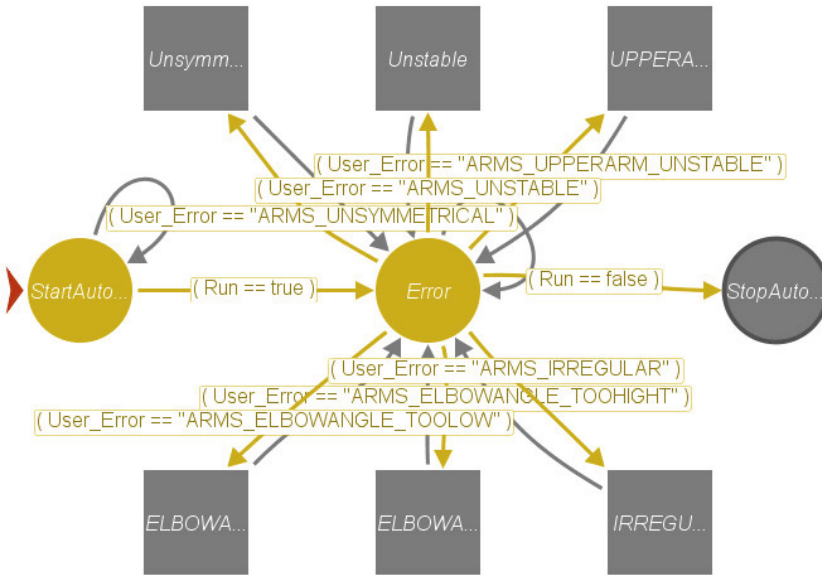 Unsymm...
Unstable
UPPERA...
( User_Error == "ARMS_UPPERARM_UNSTABLE" )
( User_Error == "ARMS_UNSTABLE" )
( User_Error == "ARMS_UNSYMMETRICAL" )
StartAuto...
( Run == true )
Error
( Run == false )
StopAuto...
( User_Error == "ARMS_IRREGULAR" )
( User_Error == "ARMS_ELBOWANGLE_TOOHIGHT" )
( User_Error == "ARMS_ELBOWANGLE_TOOLOW" )
ELBOWA...
ELBOWA...
IRREGU...